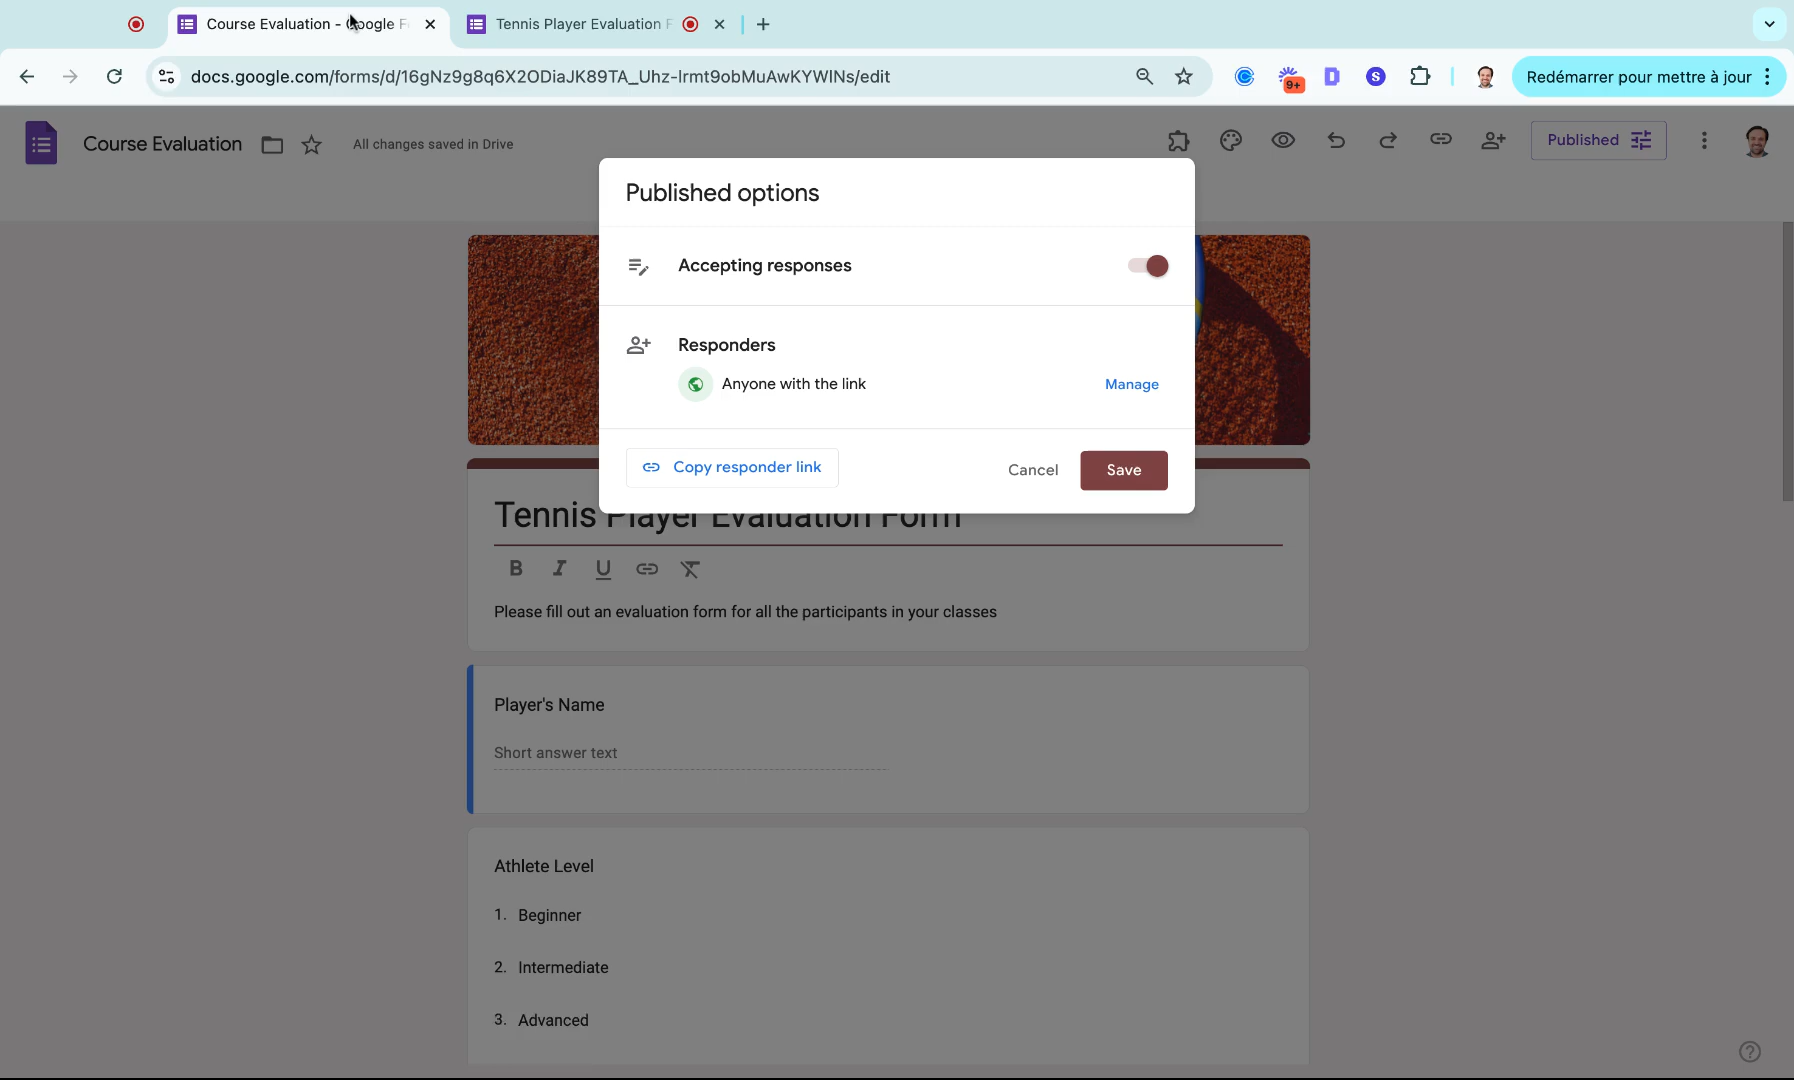 Course Evaluation - Google F
Tennis Player Evaluation F
docs.google.com/forms/d/16gNz9g8q6X2ODiaJK89TA_Uhz-lrmt9obMuAwKYWlNs/edit
9+
D
S
Redémarrer pour mettre à jour
Course Evaluation
All changes saved in Drive
Published
Published options
Accepting responses
Responders
Anyone with the link
Manage
Copy responder link
Cancel
Save
Tennis Player Evaluation Form
B I U
Please fill out an evaluation form for all the participants in your classes
Player's Name
Short answer text
Athlete Level
1. Beginner
2. Intermediate
3. Advanced